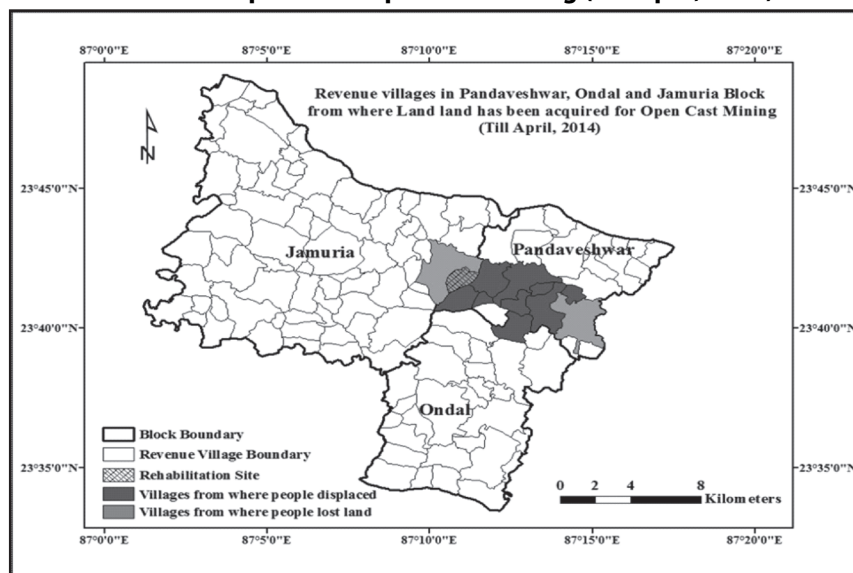 87°0'0"E 87°5'0"E 87°10'0"E 87°15'0"E 87°20'0"E
Revenue villages in Pandaveshwar, Ondal and Jamuria Block
from where Land land has been acquired for Open Cast Mining
(Till April, 2014)
N
23°45'0"N 23°45'0"N
Jamuria Pandaveshwar
23°40'0"N 23°40'0"N
Ondal
Block Boundary
Revenue Village Boundary
Rehabilitation Site
Villages from where people displaced
Villages from where people lost land
23°35'0"N 23°35'0"N
0 2 4 8
Kilometers
87°0'0"E 87°5'0"E 87°10'0"E 87°15'0"E 87°20'0"E